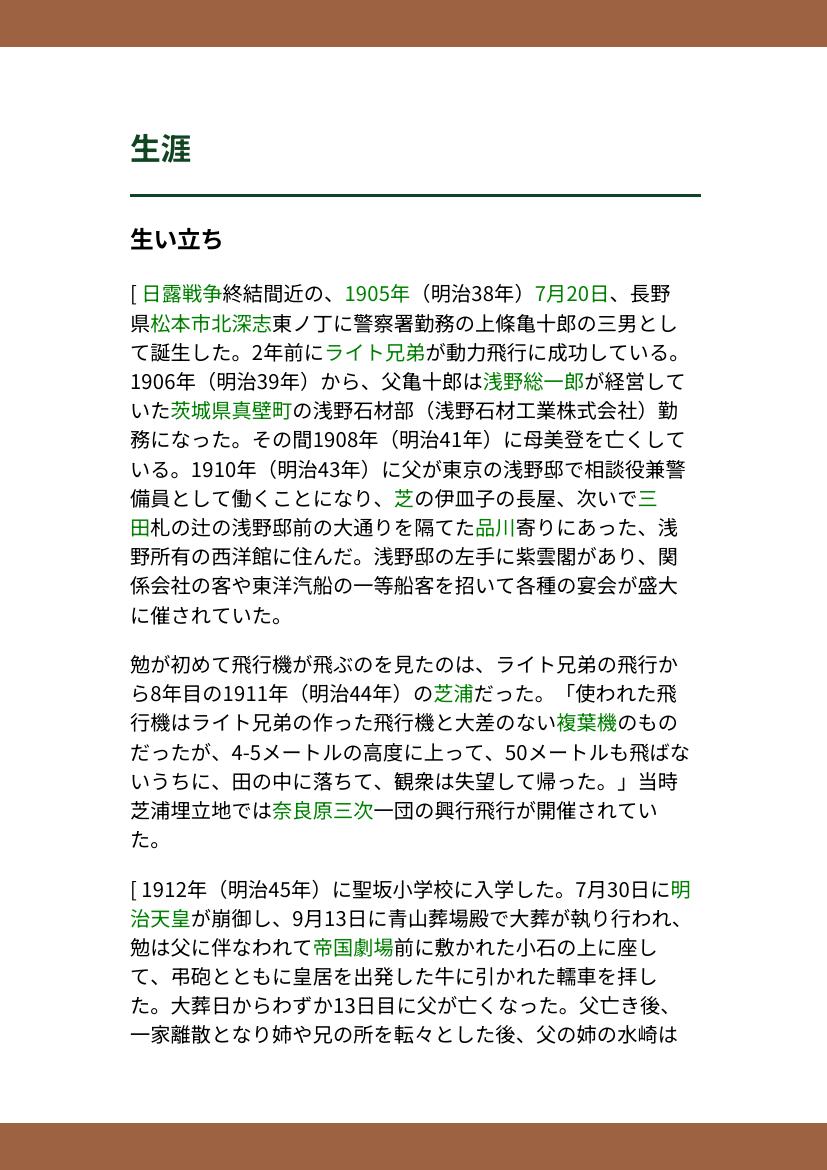 生涯
生い立ち
[ 日露戦争終結間近の、1905年（明治38年）7月20日、長野
県松本市北深志東ノ丁に警察署勤務の上條亀十郎の三男とし
て誕生した。2年前にライト兄弟が動力飛行に成功している。
1906年（明治39年）から、父亀十郎は浅野総一郎が経営して
いた茨城県真壁町の浅野石材部（浅野石材工業株式会社）勤
務になった。その間1908年（明治41年）に母美登を亡くして
いる。1910年（明治43年）に父が東京の浅野邸で相談役兼警
備員として働くことになり、芝の伊皿子の長屋、次いで三
田札の辻の浅野邸前の大通りを隔てた品川寄りにあった、浅
野所有の西洋館に住んだ。浅野邸の左手に紫雲閣があり、関
係会社の客や東洋汽船の一等船客を招いて各種の宴会が盛大
に催されていた。
勉が初めて飛行機が飛ぶのを見たのは、ライト兄弟の飛行か
ら8年目の1911年（明治44年）の芝浦だった。「使われた飛
行機はライト兄弟の作った飛行機と大差のない複葉機のもの
だったが、4-5メートルの高度に上って、50メートルも飛ばな
いうちに、田の中に落ちて、観衆は失望して帰った。」当時
芝浦埋立地では奈良原三次一団の興行飛行が開催されてい
た。
[ 1912年（明治45年）に聖坂小学校に入学した。7月30日に明
治天皇が崩御し、9月13日に青山葬場殿で大葬が執り行われ、
勉は父に伴なわれて帝国劇場前に敷かれた小石の上に座し
て、弔砲とともに皇居を出発した牛に引かれた轜車を拝し
た。大葬日からわずか13日目に父が亡くなった。父亡き後、
一家離散となり姉や兄の所を転々とした後、父の姉の水崎は